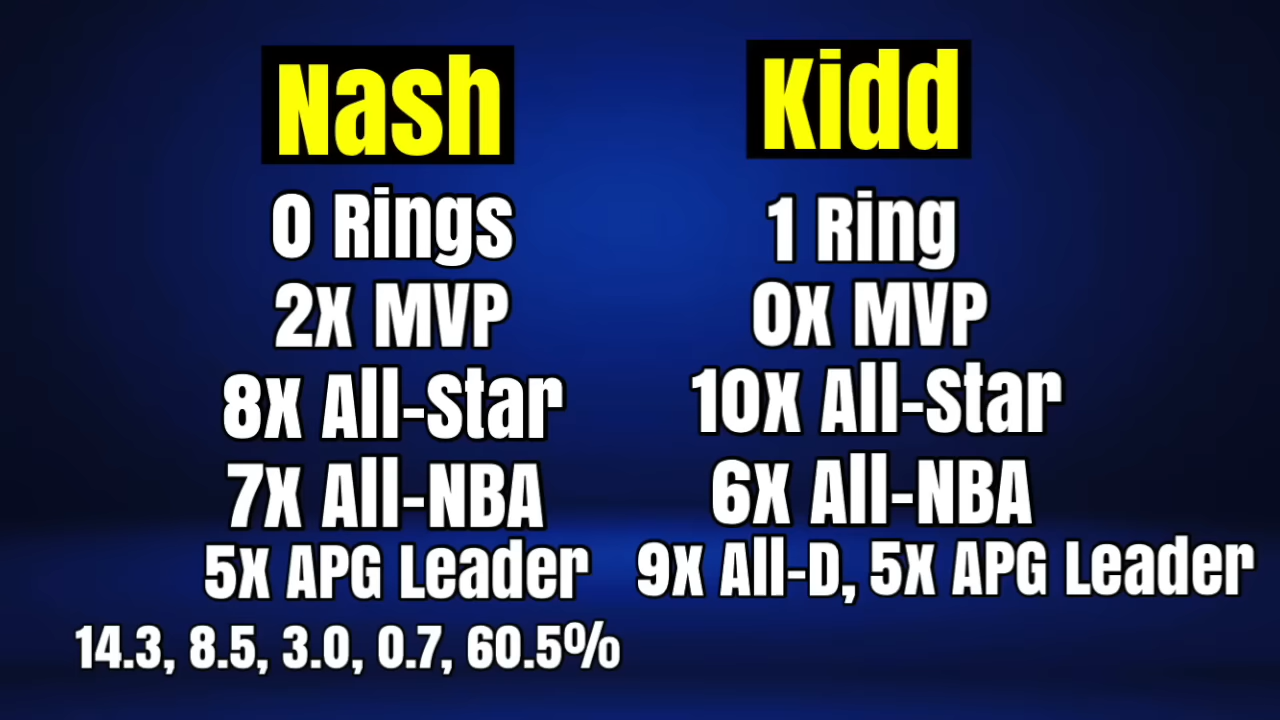 Nash
0 Rings
2X MVP
8X All-Star
7X All-NBA
5X APG Leader
14.3, 8.5, 3.0, 0.7, 60.5%
Kidd
1 Ring
0X MVP
10X All-Star
6X All-NBA
9X All-D, 5X APG Leader